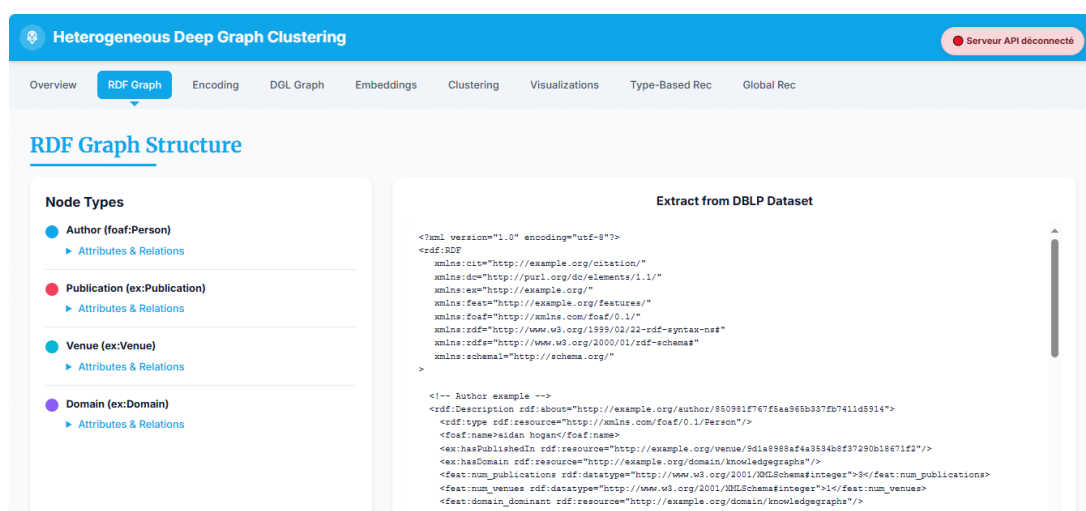 Heterogeneous Deep Graph Clustering
Serveur API déconnecté
Overview RDF Graph Encoding DGL Graph Embeddings Clustering Visualizations Type-Based Rec Global Rec
RDF Graph Structure
Node Types
Author (foaf:Person)
Attributes & Relations
Publication (ex:Publication)
Attributes & Relations
Venue (ex:Venue)
Attributes & Relations
Domain (ex:Domain)
Attributes & Relations
Extract from DBLP Dataset
<?xml version="1.0" encoding="utf-8"?>
<rdf:RDF
xmlns:cit="http://example.org/citation/"
xmlns:dc="http://purl.org/dc/elements/1.1/"
xmlns:ex="http://example.org/"
xmlns:feat="http://example.org/features/"
xmlns:foaf="http://xmlns.com/foaf/0.1/"
xmlns:rdf="http://www.w3.org/1999/02/22-rdf-syntax-ns#"
xmlns:rdfs="http://www.w3.org/2000/01/rdf-schema#"
xmlns:schema1="http://schema.org/"
>
<!-- Author example -->
<rdf:Description rdf:about="http://example.org/author/850981f767f5aa965b337fb7411d5914">
<rdf:type rdf:resource="http://xmlns.com/foaf/0.1/Person"/>
<foaf:name>aidan hogan</foaf:name>
<ex:hasPublishedIn rdf:resource="http://example.org/venue/9d1a8988af4a3534b8f37290b18671f2"/>
<ex:hasDomain rdf:resource="http://example.org/domain/knowledgegraphs"/>
<feat:num_publications rdf:datatype="http://www.w3.org/2001/XMLSchema#integer">3</feat:num_publications>
<feat:num_venues rdf:datatype="http://www.w3.org/2001/XMLSchema#integer">1</feat:num_venues>
<feat:domain_dominant rdf:resource="http://example.org/domain/knowledgegraphs"/>